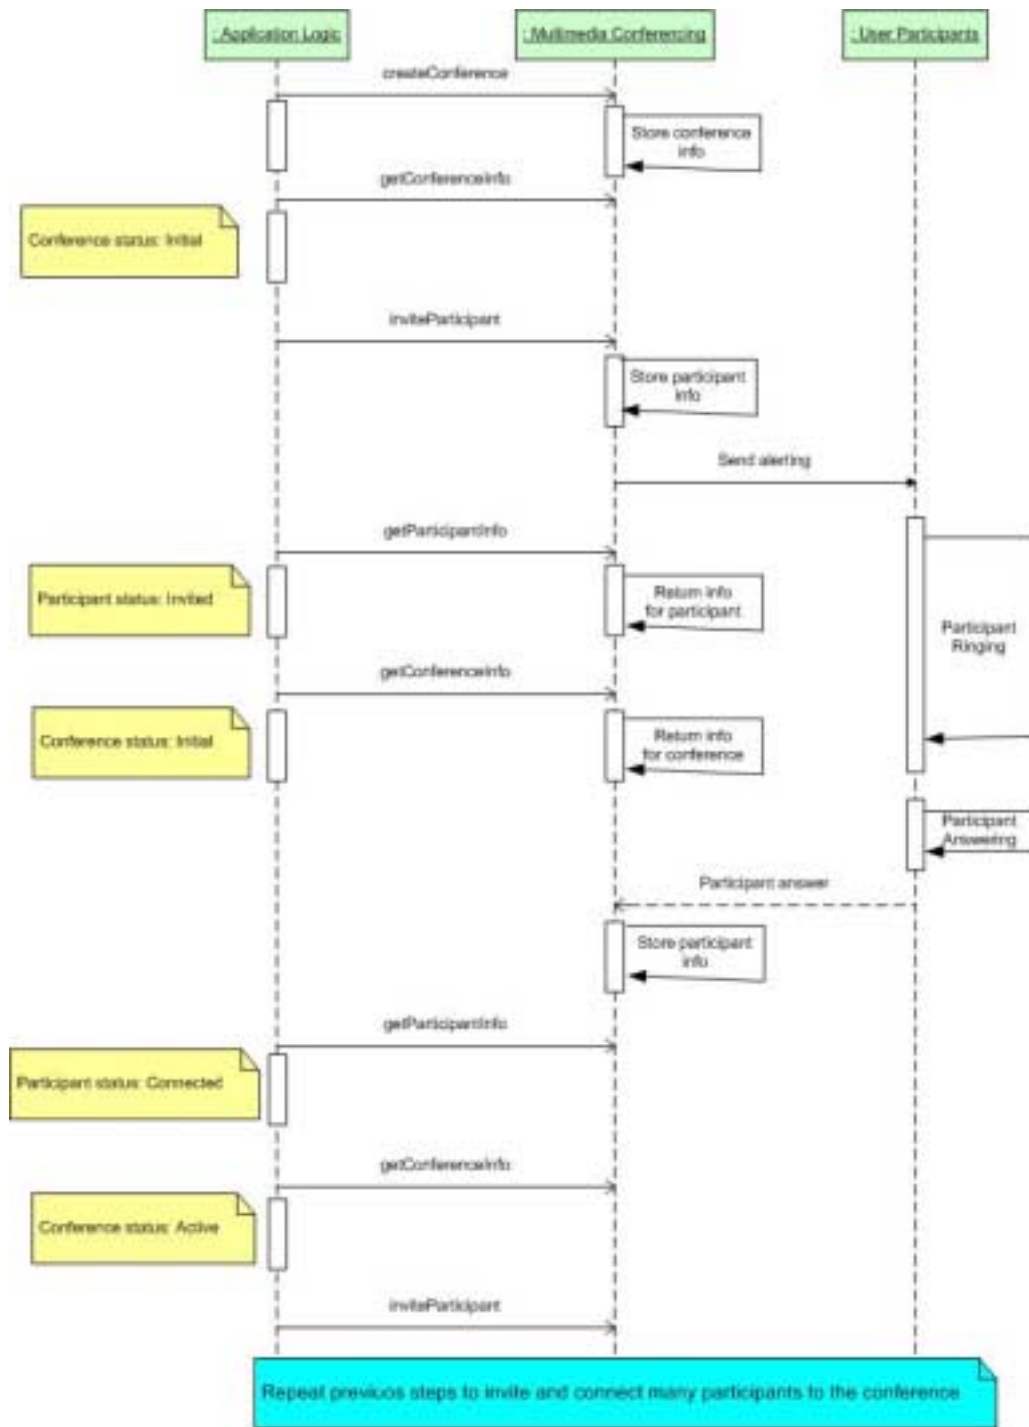 : Application Logic
: Multimedia Conferencing
: User Participants
createConference
Store conference
info
getConferenceInfo
Conference status: Initial
inviteParticipant
Store participant
info
Send alerting
getParticipantInfo
Participant status: Invited
Return info
for participant
Participant
Ringing
getConferenceInfo
Conference status: Initial
Return info
for conference
Participant
Answering
Participant answer
Store participant
info
getParticipantInfo
Participant status: Connected
getConferenceInfo
Conference status: Active
inviteParticipant
Repeat previuos steps to invite and connect many participants to the conference